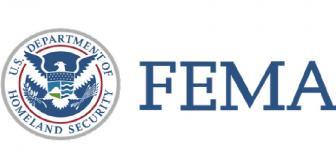 U.S. DEPARTMENT OF
HOMELAND SECURITY
FEMA